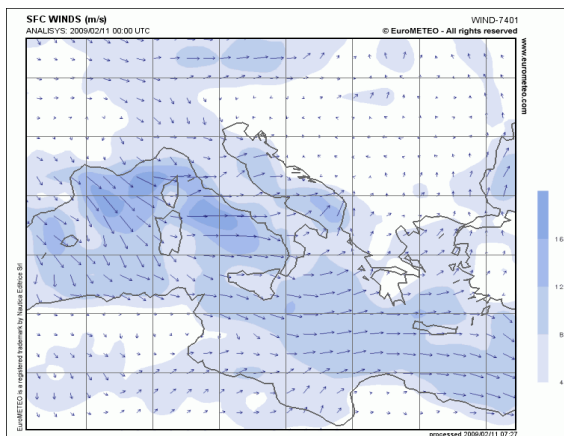 SFC WINDS (m/s)
WIND-7401
ANALISYS: 2009/02/11 00:00 UTC
© EuroMETEO - All rights reserved
www.eurometeo.com
16
12
8
4
EuroMETEO is a registered trademark by Nautica Editrice Srl
processed 2009/02/11 07:27